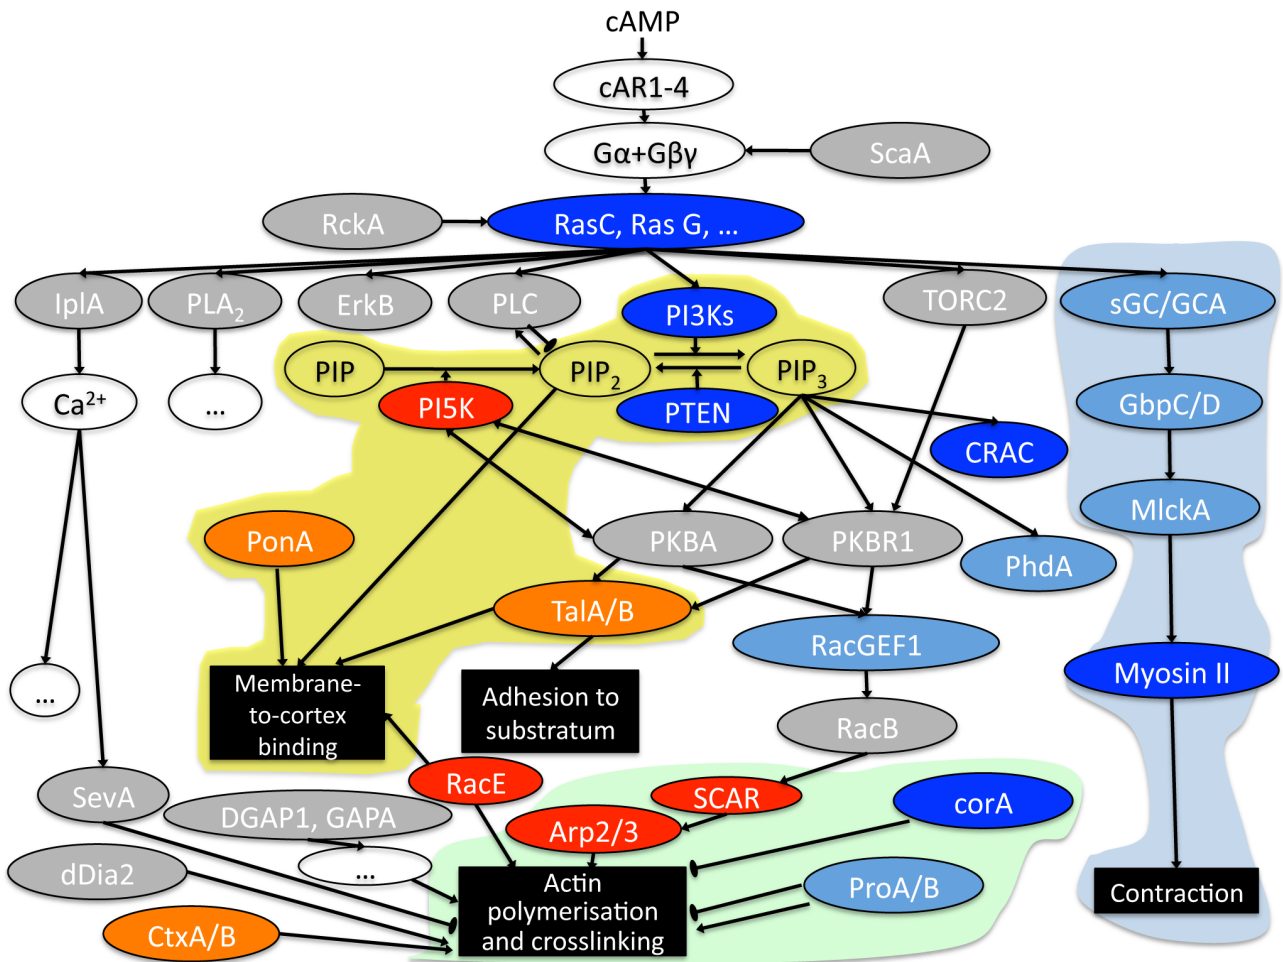 cAMP
cAR1-4
Gα+Gβγ
ScaA
RckA
RasC, Ras G, ...
IplA
PLA2
ErkB
PLC
PI3Ks
TORC2
sGC/GCA
PIP
PIP2
PIP3
Ca2+
...
PI5K
PTEN
GbpC/D
CRAC
MlckA
PonA
PKBA
PKBR1
PhdA
TalA/B
RacGEF1
Myosin II
...
Membrane-
to-cortex
binding
Adhesion to
substratum
RacB
SevA
RacE
SCAR
corA
DGAP1, GAPA
Arp2/3
dDia2
...
Actin
polymerisation
and crosslinking
ProA/B
Contraction
CtxA/B